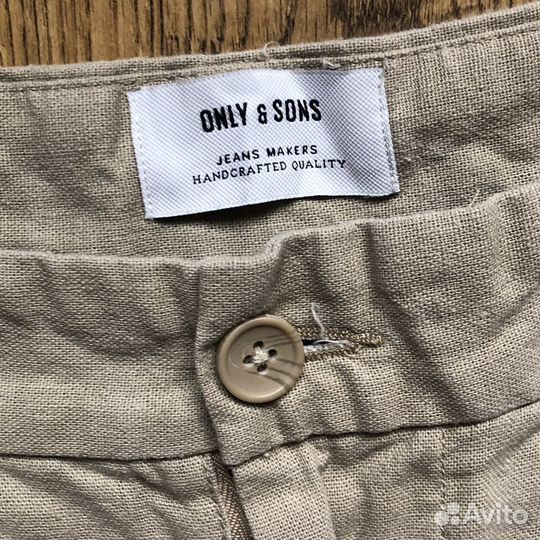 ONLY & SONS
JEANS MAKERS
HANDCRAFTED QUALITY
Avito